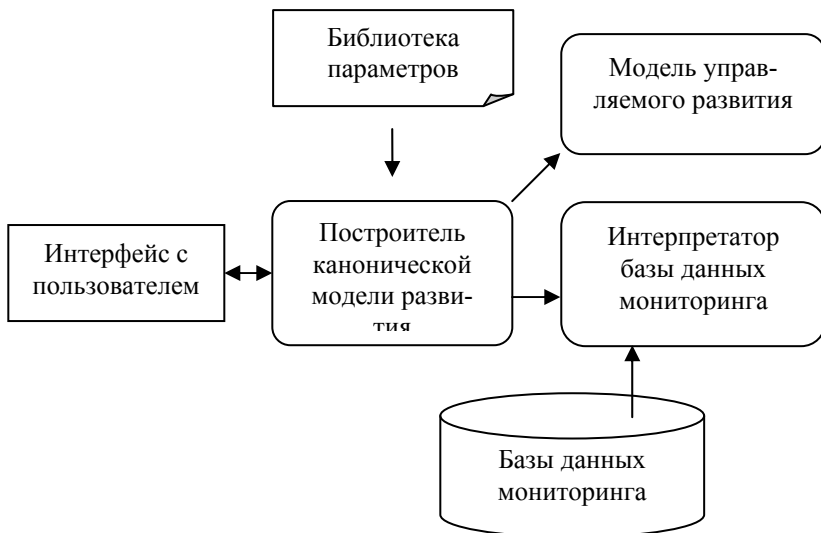 Библиотека
параметров
Модель управ-
ляемого развития
Интерфейс с
пользователем
Построитель
канонической
модели разви-
тия
Интерпретатор
базы данных
мониторинга
Базы данных
мониторинга